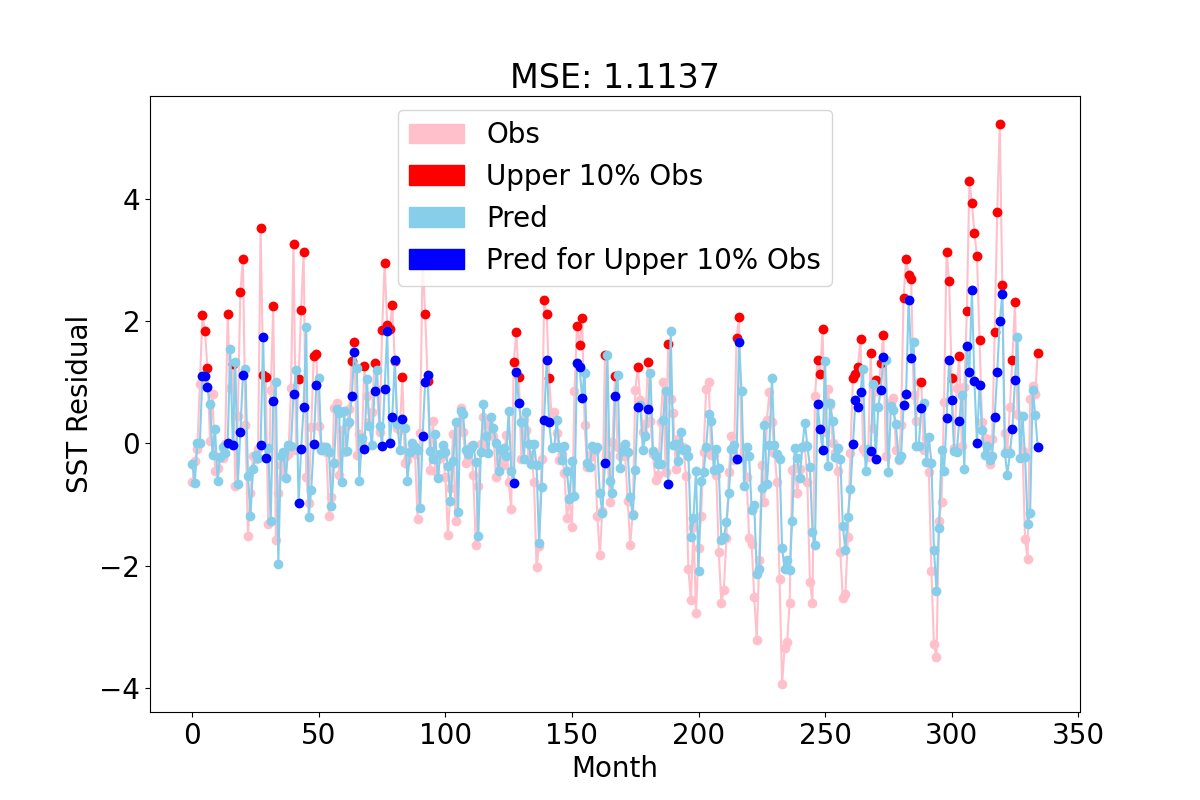 MSE: 1.1137
Obs
Upper 10% Obs
Pred
Pred for Upper 10% Obs
SST Residual
4
2
0
−2
−4
0 50 100 150 200 250 300 350
Month